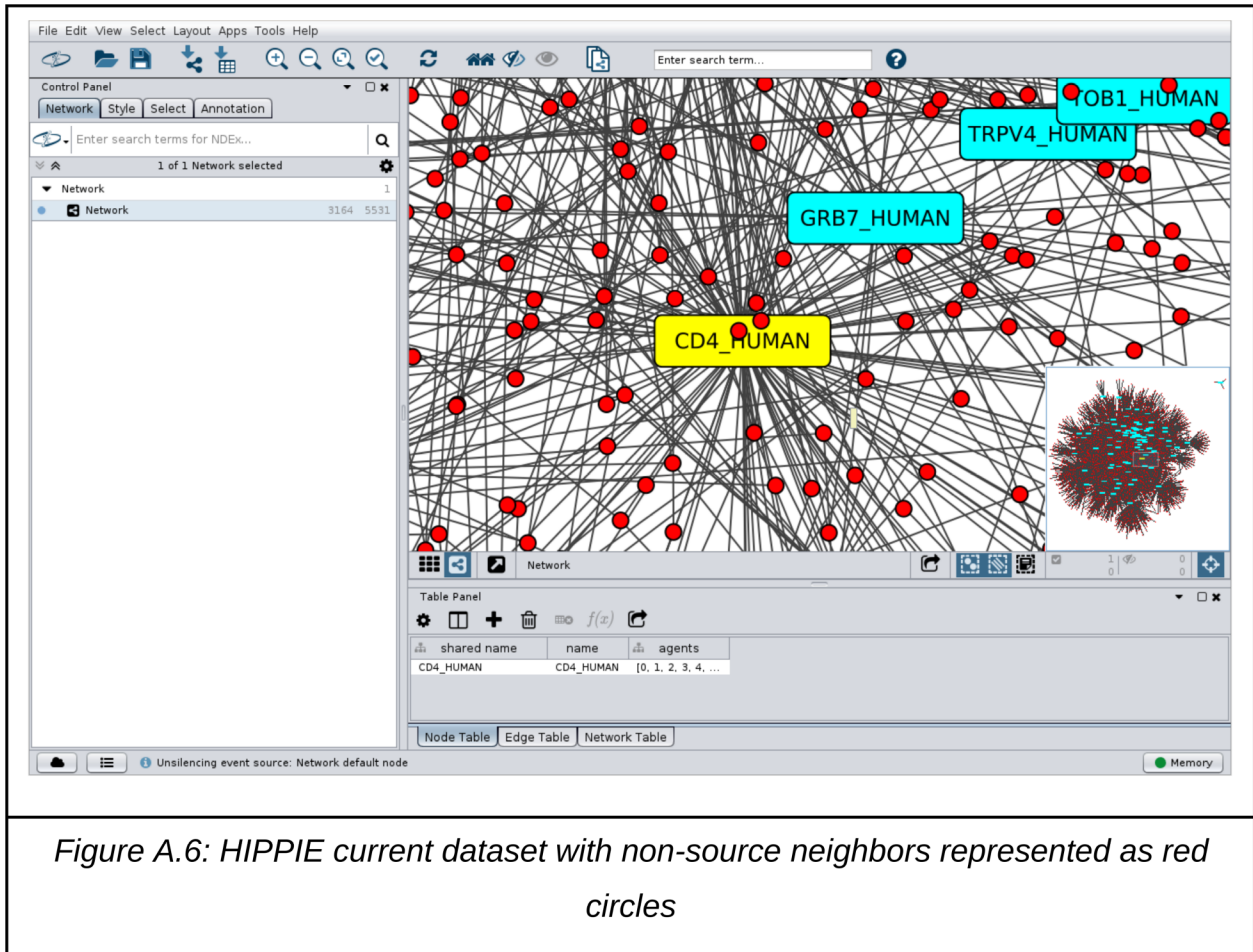 File Edit View Select Layout Apps Tools Help
Enter search term...
Control Panel
Network Style Select Annotation
Enter search terms for NDEx...
1 of 1 Network selected
Network 1
Network 3164 5531
TOB1_HUMAN
TRPV4_HUMAN
GRB7_HUMAN
CD4_HUMAN
Network
1 0
0 0
Table Panel
f(x)
shared name name agents
CD4_HUMAN CD4_HUMAN [0, 1, 2, 3, 4, ...
Node Table Edge Table Network Table
Unsilencing event source: Network default node
Memory
Figure A.6: HIPPIE current dataset with non-source neighbors represented as red
circles